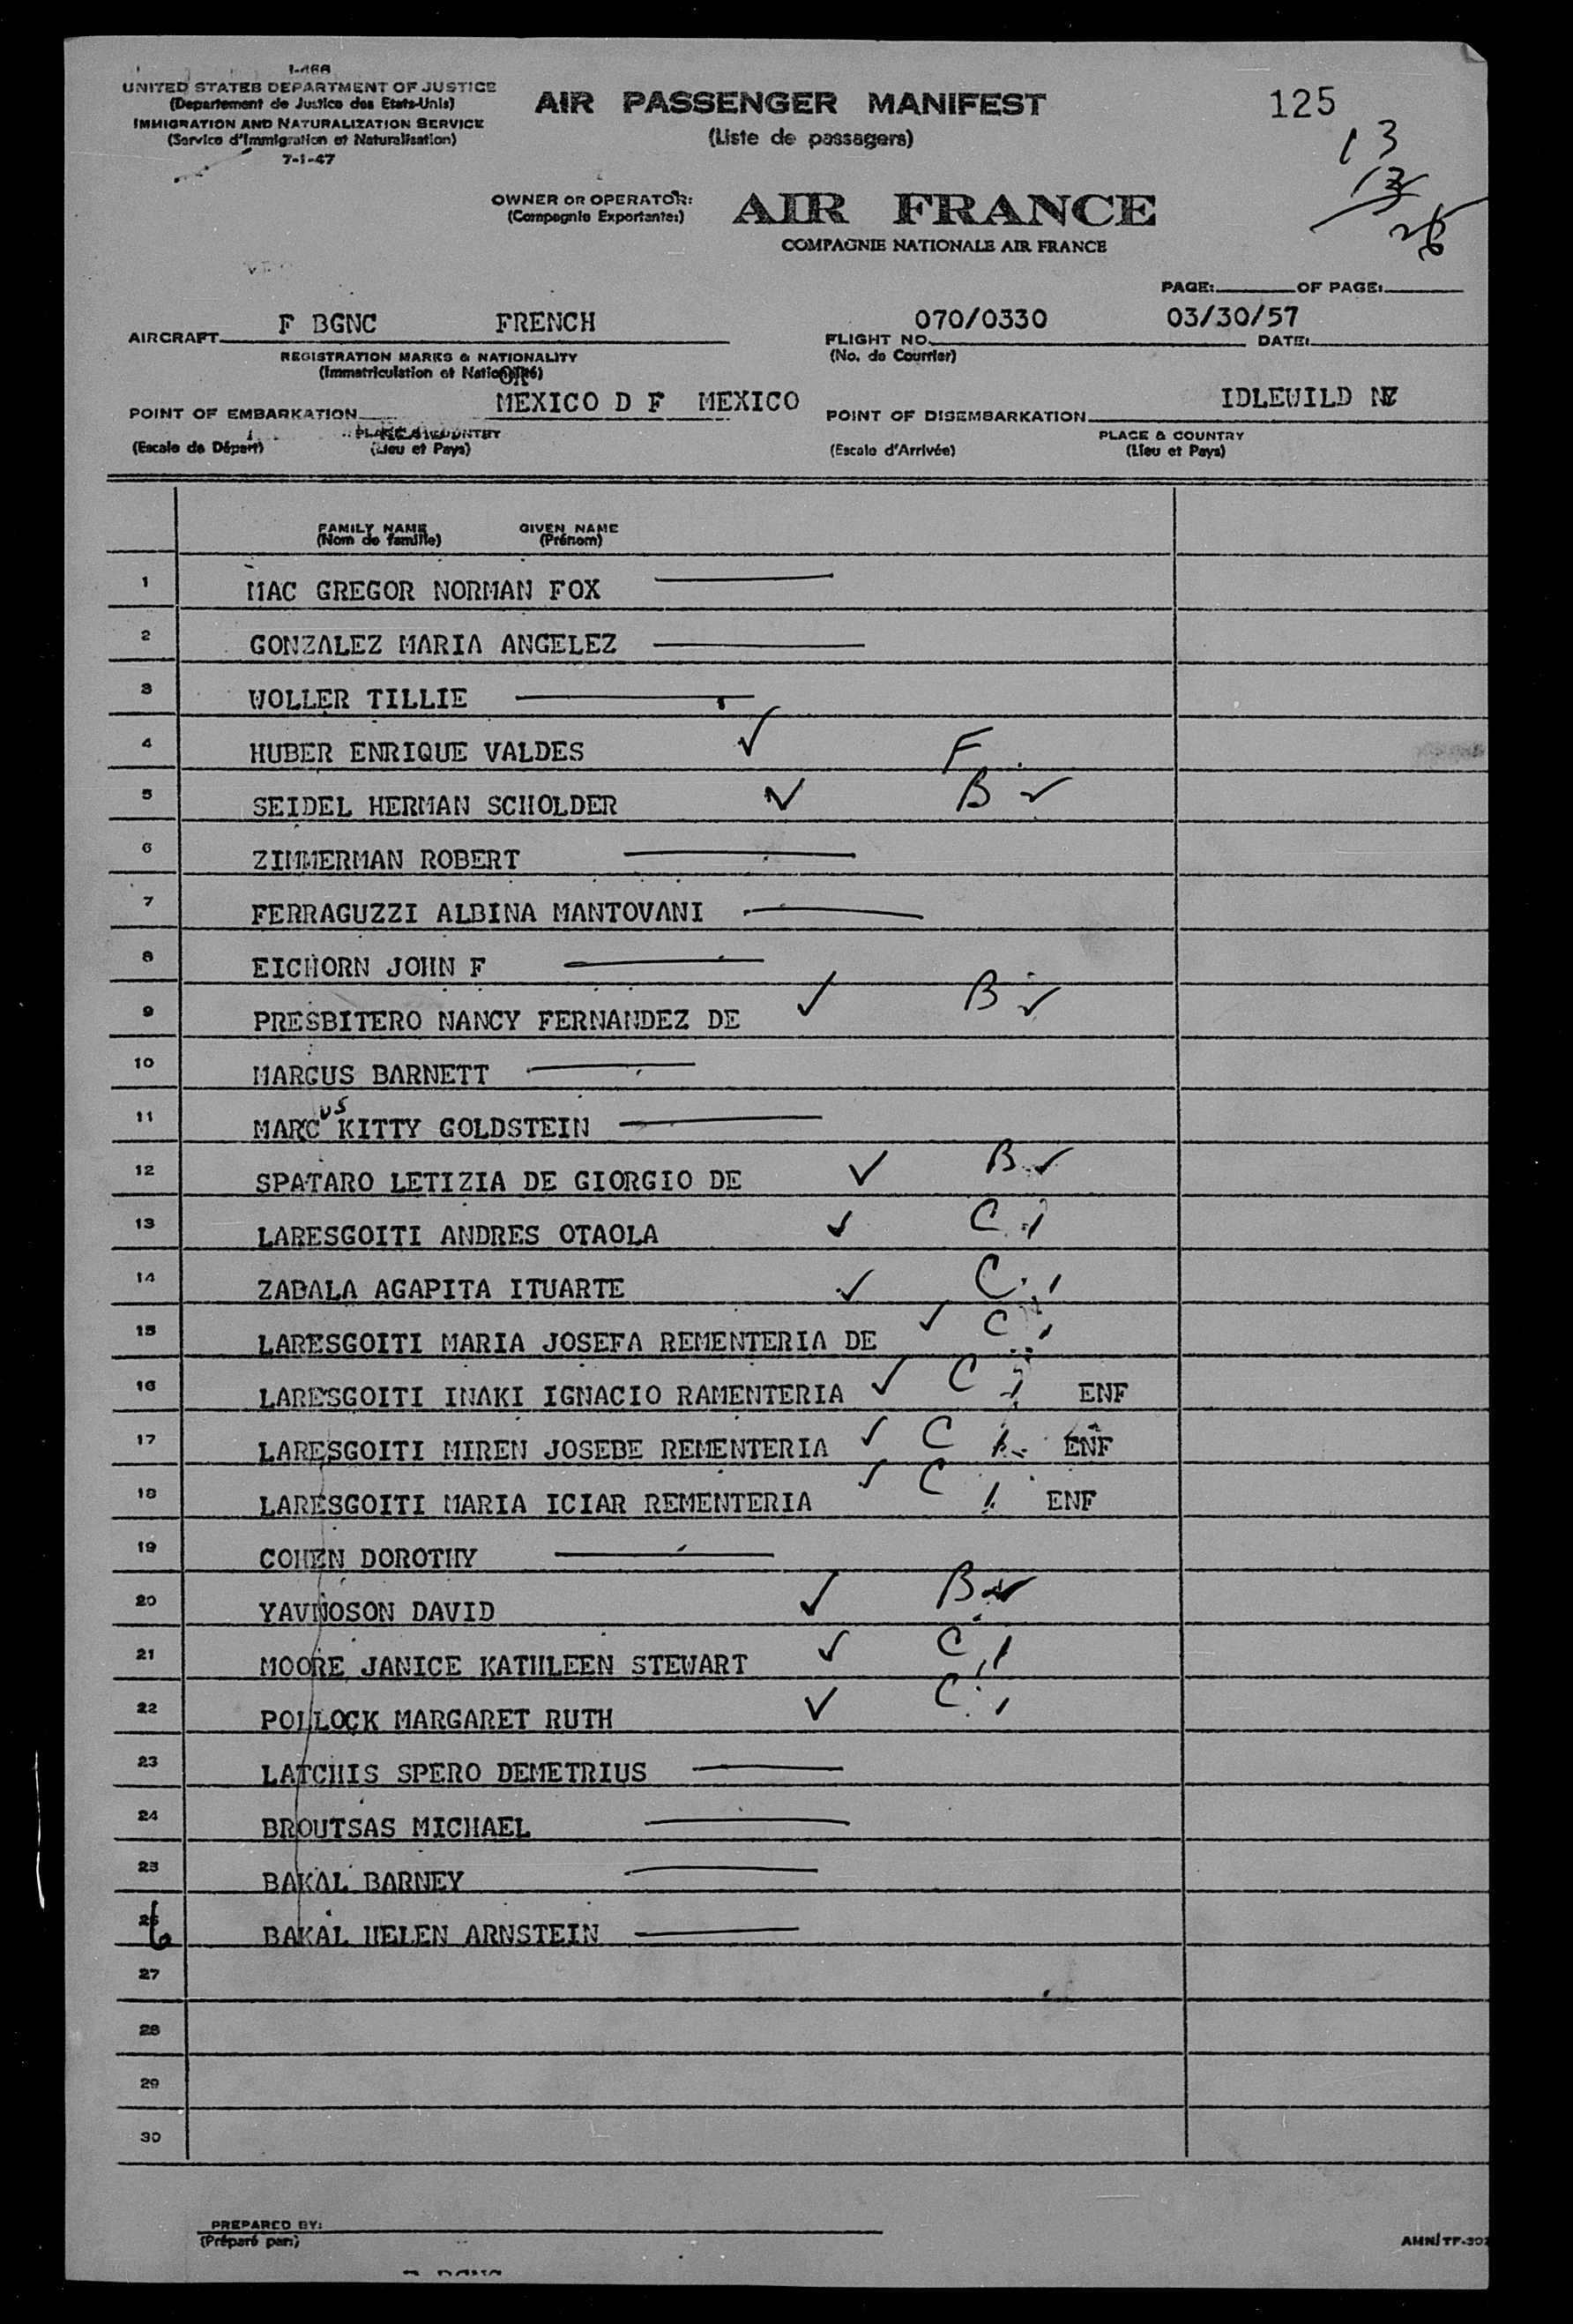 I-466
UNITED STATES DEPARTMENT OF JUSTICE
(Departement de Justice des Etats-Unis)
IMMIGRATION AND NATURALIZATION SERVICE
(Service d'Immigration et Naturalisation)
7-1-47
AIR PASSENGER MANIFEST
(Liste de passagers)
125
13
13
26
OWNER OR OPERATOR:
(Compagnie Exportante:)
AIR FRANCE
COMPAGNIE NATIONALE AIR FRANCE
PAGE: OF PAGE:
AIRCRAFT F BGNC FRENCH
REGISTRATION MARKS & NATIONALITY
(Immatriculation et Nationalité)
FLIGHT NO. 070/0330 DATE: 03/30/57
(No. de Courrier)
POINT OF EMBARKATION MEXICO D F MEXICO
PLACE & COUNTRY
(Escale de Départ) (Lieu et Pays)
POINT OF DISEMBARKATION IDLEWILD NY
PLACE & COUNTRY
(Escale d'Arrivée) (Lieu et Pays)
FAMILY NAME GIVEN NAME
(Nom de famille) (Prénom)
1 MAC GREGOR NORMAN FOX
2 GONZALEZ MARIA ANGELEZ
3 WOLLER TILLIE
4 HUBER ENRIQUE VALDES ✓ F
5 SEIDEL HERMAN SCHOLDER ✓ B ✓
6 ZIMMERMAN ROBERT
7 FERRAGUZZI ALBINA MANTOVANI
8 EICHORN JOHN F
9 PRESBITERO NANCY FERNANDEZ DE ✓ B ✓
10 MARCUS BARNETT
11 MARCUS KITTY GOLDSTEIN
12 SPATARO LETIZIA DE GIORGIO DE ✓ B ✓
13 LARESGOITI ANDRES OTAOLA ✓ C
14 ZABALA AGAPITA ITUARTE ✓ C
15 LARESGOITI MARIA JOSEFA REMENTERIA DE ✓ C
16 LARESGOITI INAKI IGNACIO RAMENTERIA ✓ C ENF
17 LARESGOITI MIREN JOSEBE REMENTERIA ✓ C ENF
18 LARESGOITI MARIA ICIAR REMENTERIA ✓ C ENF
19 COHEN DOROTHY
20 YAVNOSON DAVID ✓ B ✓
21 MOORE JANICE KATHLEEN STEWART ✓ C
22 POLLOCK MARGARET RUTH ✓ C
23 LATCHIS SPERO DEMETRIUS
24 BROUTSAS MICHAEL
25 BAKAL BARNEY
26 BAKAL HELEN ARNSTEIN
27
28
29
30
PREPARED BY:
(Préparé par:)